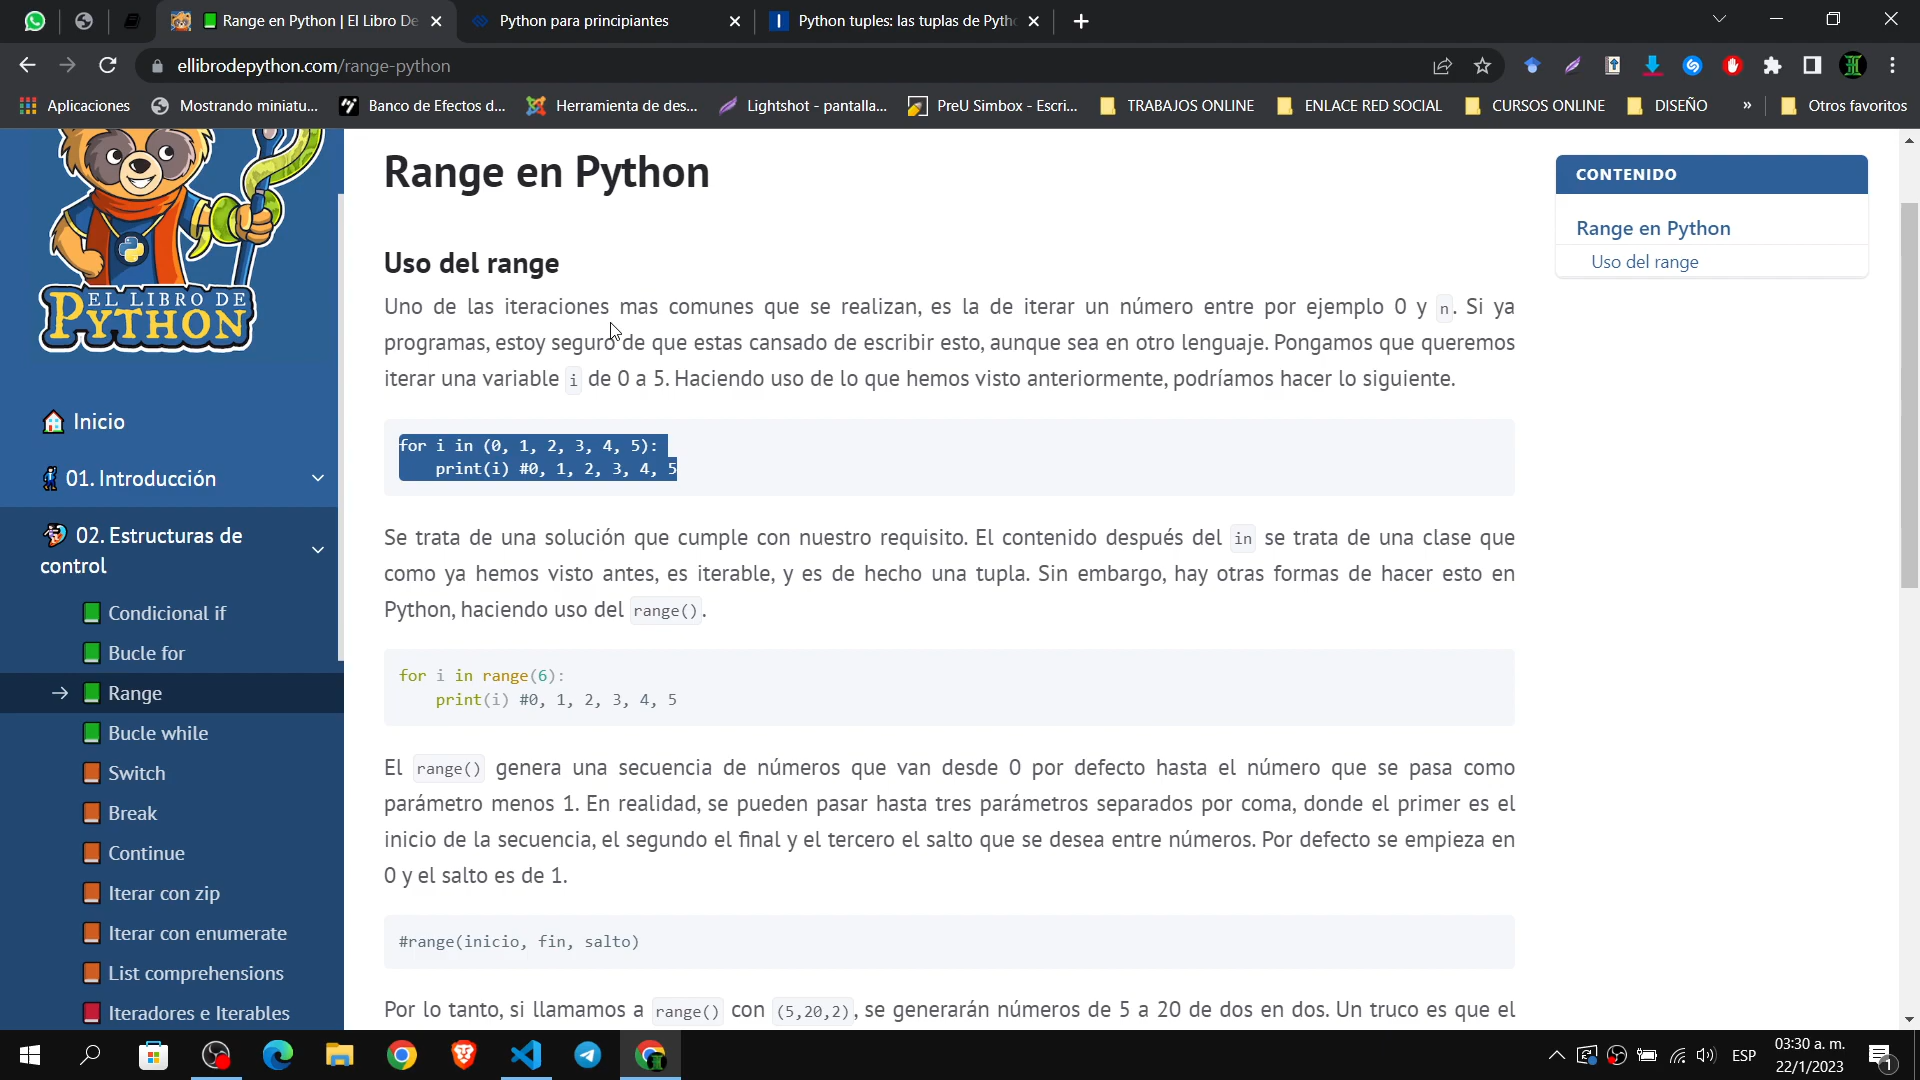 Range en Python | El Libro De
Python para principiantes
Python tuples: las tuplas de Pyth
ellibrodepython.com/range-python
Aplicaciones
Mostrando miniatu...
Banco de Efectos d...
Herramienta de des...
Lightshot - pantalla...
PreU Simbox - Escri...
TRABAJOS ONLINE
ENLACE RED SOCIAL
CURSOS ONLINE
DISEÑO
»
Otros favoritos
EL LIBRO DE
PYTHON
Inicio
01. Introducción
02. Estructuras de
control
Condicional if
Bucle for
Range
Bucle while
Switch
Break
Continue
Iterar con zip
Iterar con enumerate
List comprehensions
Iteradores e Iterables
Range en Python
Uso del range
Uno de las iteraciones mas comunes que se realizan, es la de iterar un número entre por ejemplo 0 y n. Si ya
programas, estoy seguro de que estas cansado de escribir esto, aunque sea en otro lenguaje. Pongamos que queremos
iterar una variable i de 0 a 5. Haciendo uso de lo que hemos visto anteriormente, podríamos hacer lo siguiente.
for i in (0, 1, 2, 3, 4, 5):
print(i) #0, 1, 2, 3, 4, 5
Se trata de una solución que cumple con nuestro requisito. El contenido después del in se trata de una clase que
como ya hemos visto antes, es iterable, y es de hecho una tupla. Sin embargo, hay otras formas de hacer esto en
Python, haciendo uso del range().
for i in range(6):
print(i) #0, 1, 2, 3, 4, 5
El range() genera una secuencia de números que van desde 0 por defecto hasta el número que se pasa como
parámetro menos 1. En realidad, se pueden pasar hasta tres parámetros separados por coma, donde el primer es el
inicio de la secuencia, el segundo el final y el tercero el salto que se desea entre números. Por defecto se empieza en
0 y el salto es de 1.
#range(inicio, fin, salto)
Por lo tanto, si llamamos a range() con (5,20,2), se generarán números de 5 a 20 de dos en dos. Un truco es que el
CONTENIDO
Range en Python
Uso del range
ESP
03:30 a. m.
22/1/2023
1